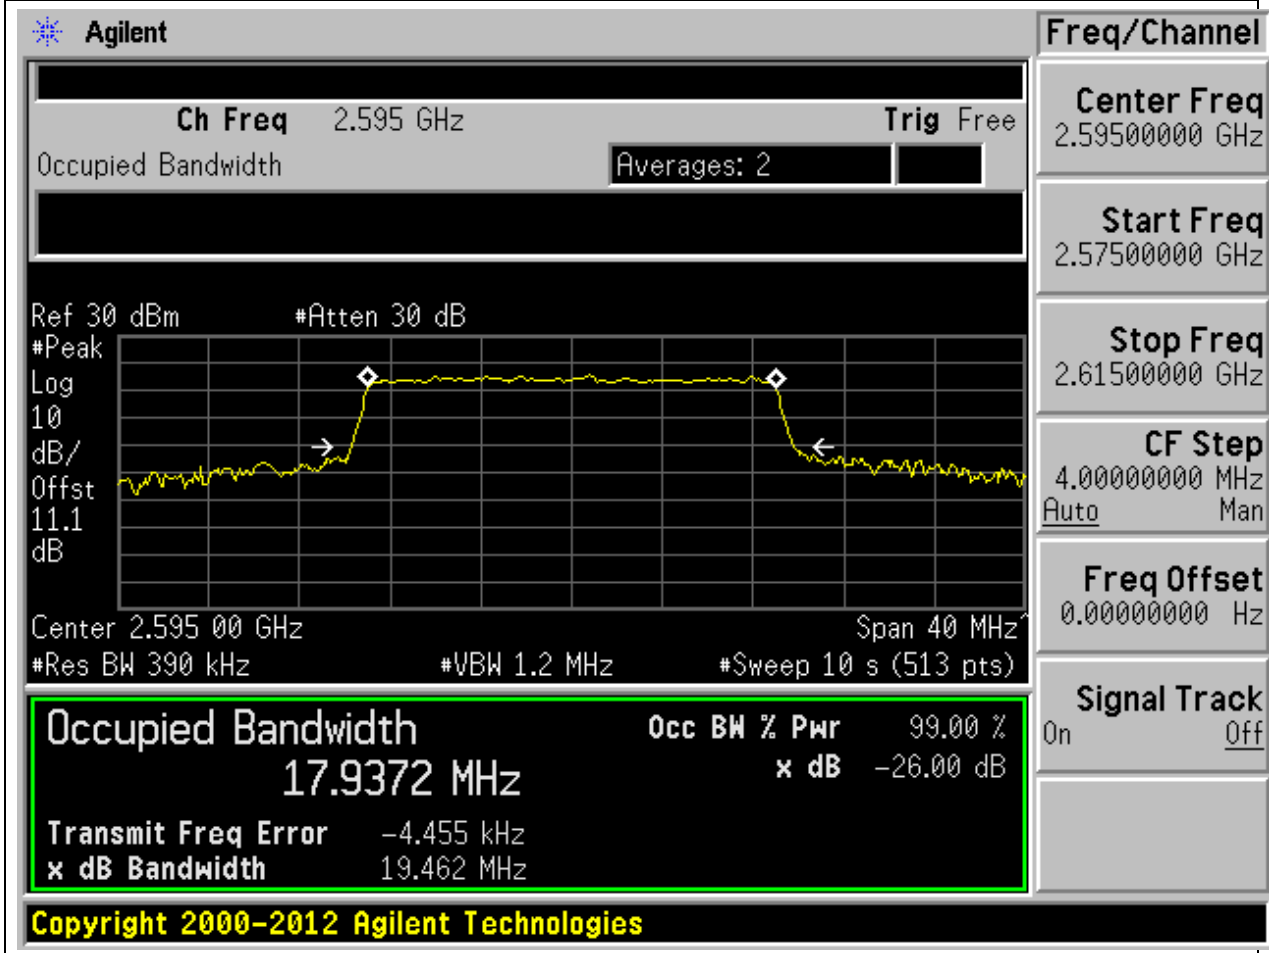 Agilent
Freq/Channel
Ch Freq 2.595 GHz Trig Free
Occupied Bandwidth Averages: 2
Center Freq
2.59500000 GHz
Start Freq
2.57500000 GHz
Stop Freq
2.61500000 GHz
CF Step
4.00000000 MHz
Auto Man
Freq Offset
0.00000000 Hz
Signal Track
On Off
Ref 30 dBm #Atten 30 dB
#Peak
Log
10
dB/
Offst
11.1
dB
Center 2.595 00 GHz Span 40 MHz^
#Res BW 390 kHz #VBW 1.2 MHz #Sweep 10 s (513 pts)
Occupied Bandwidth Occ BW % Pwr 99.00 %
17.9372 MHz x dB -26.00 dB
Transmit Freq Error -4.455 kHz
x dB Bandwidth 19.462 MHz
Copyright 2000-2012 Agilent Technologies